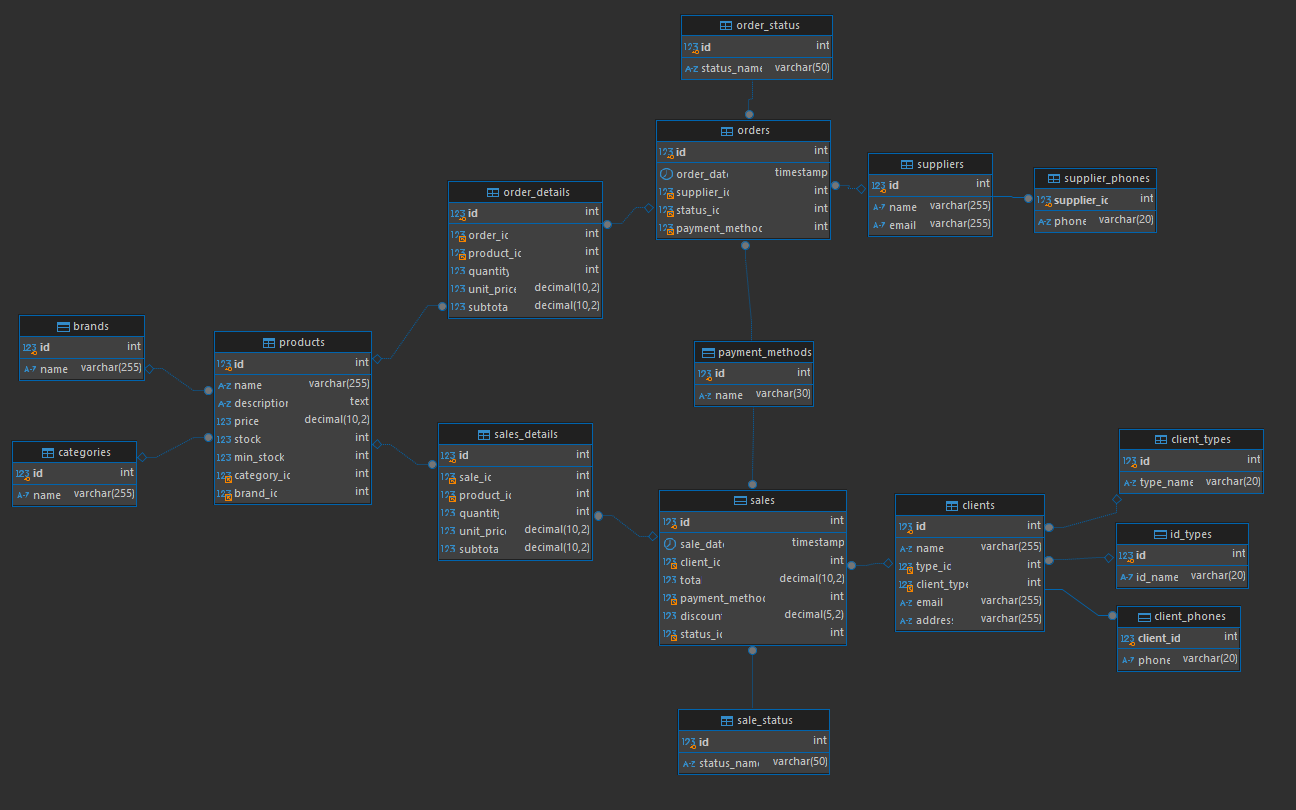 order_status
123 id int
A-Z status_name varchar(50)
orders
123 id int
order_date timestamp
123 supplier_ic int
123 status_ic int
123 payment_methoc int
suppliers
123 id int
A-Z name varchar(255)
A-Z email varchar(255)
supplier_phones
123 supplier_ic int
A-Z phone varchar(20)
order_details
123 id int
123 order_ic int
123 product_ic int
123 quantity int
123 unit_price decimal(10,2)
123 subtota decimal(10,2)
brands
123 id int
A-Z name varchar(255)
products
123 id int
A-Z name varchar(255)
A-Z description text
123 price decimal(10,2)
123 stock int
123 min_stock int
123 category_ic int
123 brand_ic int
categories
123 id int
A-Z name varchar(255)
payment_methods
123 id int
A-Z name varchar(30)
sales_details
123 id int
123 sale_ic int
123 product_ic int
123 quantity int
123 unit_price decimal(10,2)
123 subtota decimal(10,2)
sales
123 id int
sale_date timestamp
123 client_ic int
123 tota decimal(10,2)
123 payment_methoc int
123 discount decimal(5,2)
123 status_ic int
clients
123 id int
A-Z name varchar(255)
123 type_ic int
123 client_type int
A-Z email varchar(255)
A-Z address varchar(255)
client_types
123 id int
A-Z type_name varchar(20)
id_types
123 id int
A-Z id_name varchar(20)
client_phones
123 client_id int
A-Z phone varchar(20)
sale_status
123 id int
A-Z status_name varchar(50)